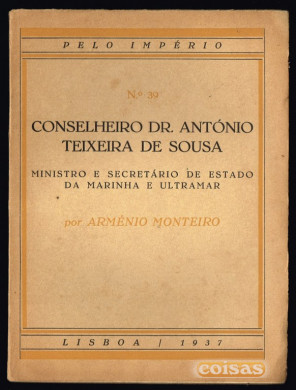 PELO IMPÉRIO
N.º 39
CONSELHEIRO DR. ANTÓNIO
TEIXEIRA DE SOUSA
MINISTRO E SECRETÁRIO DE ESTADO
DA MARINHA E ULTRAMAR
por ARMÉNIO MONTEIRO
LISBOA / 1937
coisas